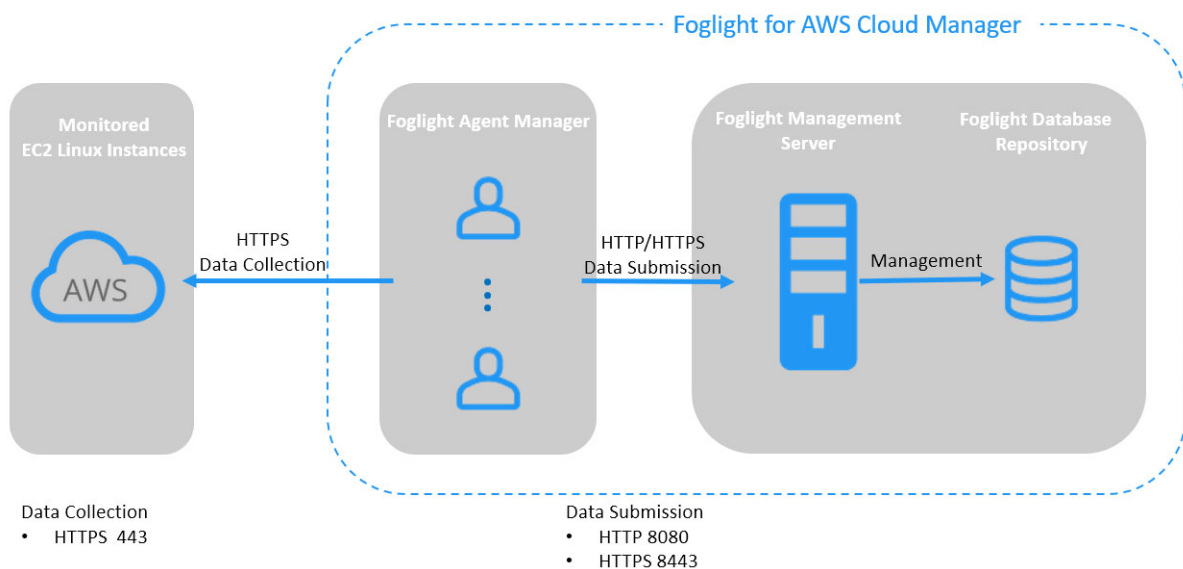 Foglight for AWS Cloud Manager
Monitored
EC2 Linux Instances
AWS
HTTPS
Data Collection
Foglight Agent Manager
HTTP/HTTPS
Data Submission
Foglight Management
Server
Management
Foglight Database
Repository
Data Collection
• HTTPS 443
Data Submission
• HTTP 8080
• HTTPS 8443